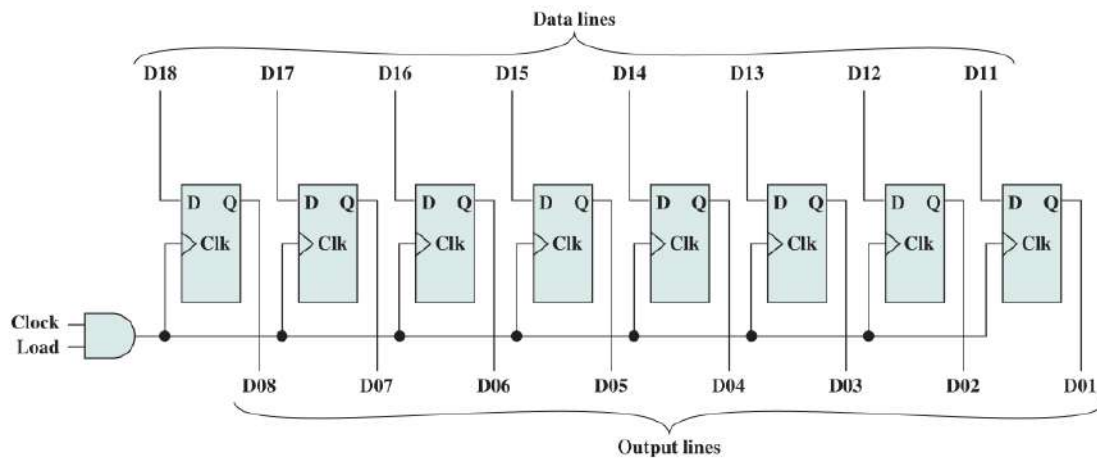 Data lines
D18 D17 D16 D15 D14 D13 D12 D11
D Q D Q D Q D Q D Q D Q D Q D Q
Clk Clk Clk Clk Clk Clk Clk Clk
Clock
Load
D08 D07 D06 D05 D04 D03 D02 D01
Output lines